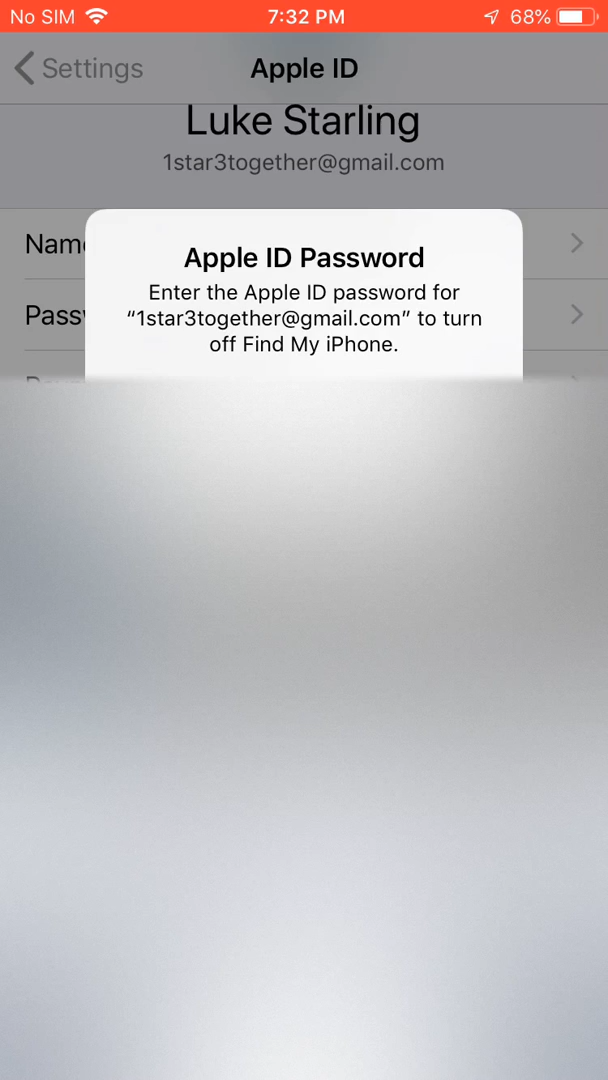 No SIM 7:32 PM 68%
Settings Apple ID
Luke Starling
1star3together@gmail.com
Apple ID Password
Enter the Apple ID password for
“1star3together@gmail.com” to turn
off Find My iPhone.